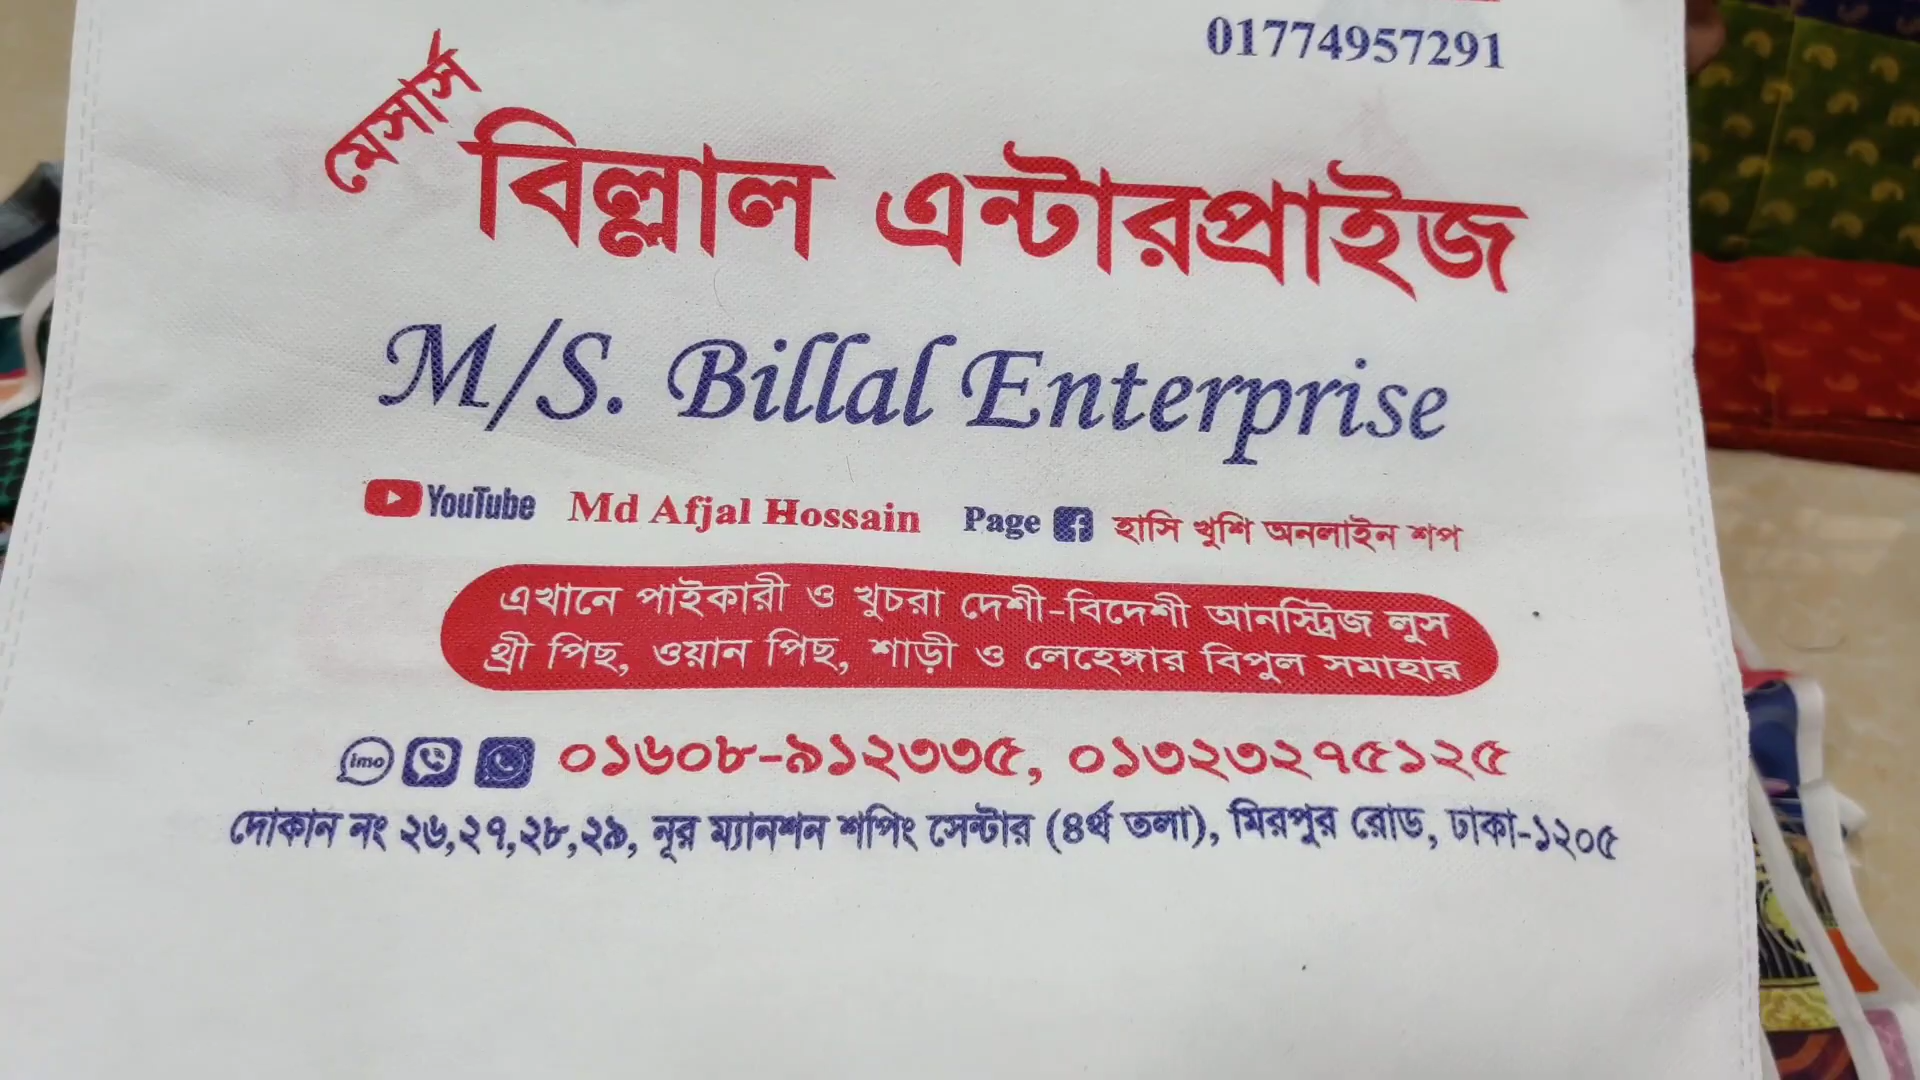 01774957291
মেসার্স
বিল্লাল এন্টারপ্রাইজ
M/S. Billal Enterprise
YouTube Md Afjal Hossain Page হাসি খুশি অনলাইন শপ
এখানে পাইকারী ও খুচরা দেশী-বিদেশী আনস্ট্রিজ লুস
থ্রী পিছ, ওয়ান পিছ, শাড়ী ও লেহেঙ্গার বিপুল সমাহার
imo ০১৬০৮-৯১২৩৩৫, ০১৩২৩২৭৫১২৫
দোকান নং ২৬,২৭,২৮,২৯, নূর ম্যানশন শপিং সেন্টার (৪র্থ তলা), মিরপুর রোড, ঢাকা-১২০৫